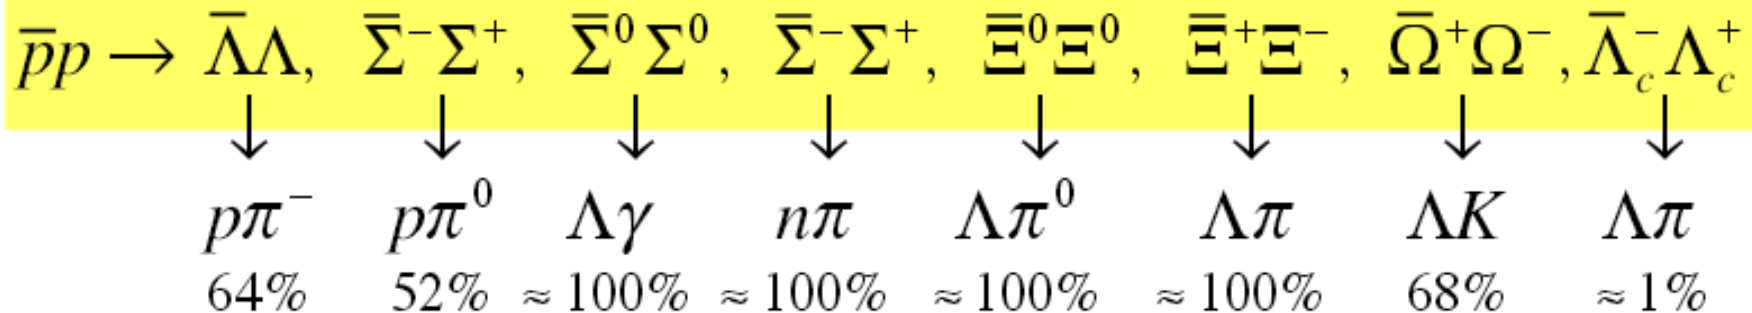 p̅p → Λ̅Λ, Σ̅⁻Σ⁺, Σ̅⁰Σ⁰, Σ̅⁻Σ⁺, Ξ̅⁰Ξ⁰, Ξ̅⁺Ξ⁻, Ω̅⁺Ω⁻, Λ̅c⁻Λc⁺
↓ ↓ ↓ ↓ ↓ ↓ ↓ ↓
pπ⁻ pπ⁰ Λγ nπ Λπ⁰ Λπ ΛK Λπ
64% 52% ≈100% ≈100% ≈100% ≈100% 68% ≈1%